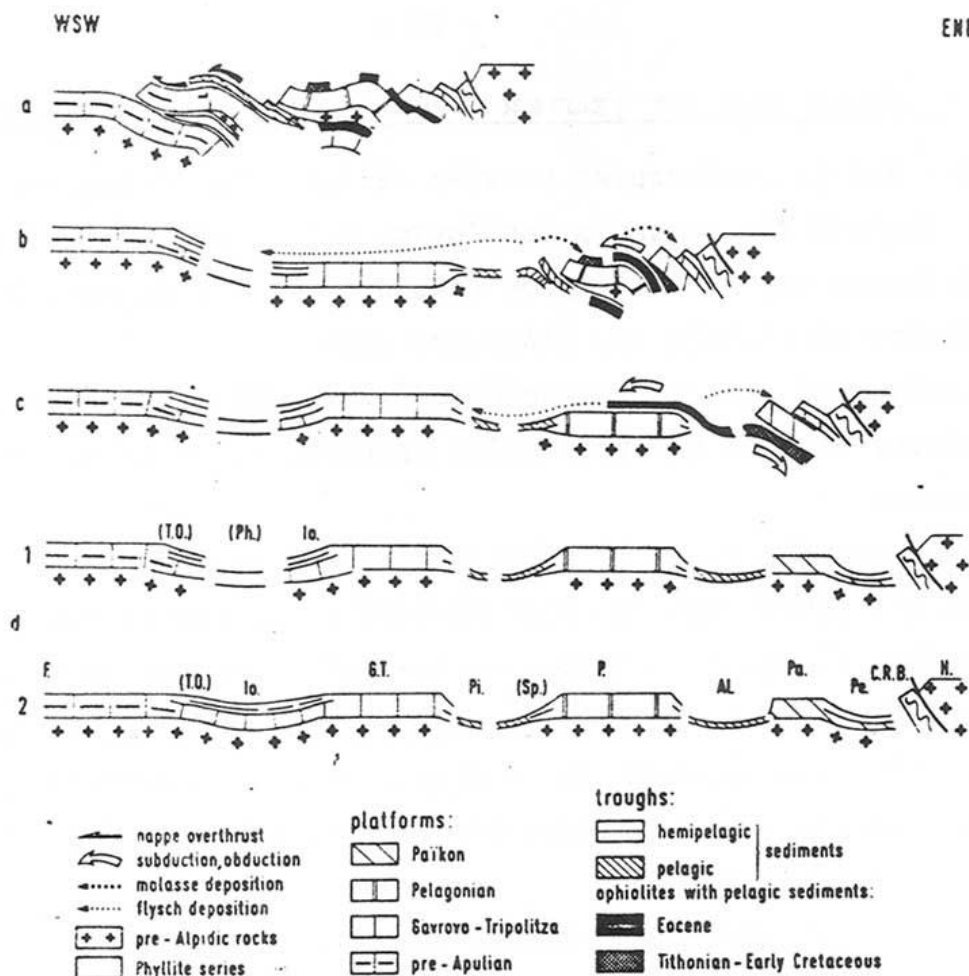 WSW ENE
a
b
c
(T.O.) (Ph.) Io.
1
d
F. (T.O.) Io. G.T. Pi. (Sp.) P. Al. Pa. Pe. C.R.B. H.
2
nappe overthrust
subduction, obduction
molasse deposition
flysch deposition
pre-Alpidic rocks
Phyllite series
platforms:
Païkon
Pelagonian
Gavrovo-Tripolitza
pre-Apulian
troughs:
hemipelagic
pelagic
sediments
ophiolites with pelagic sediments:
Eocene
Tithonian-Early Cretaceous